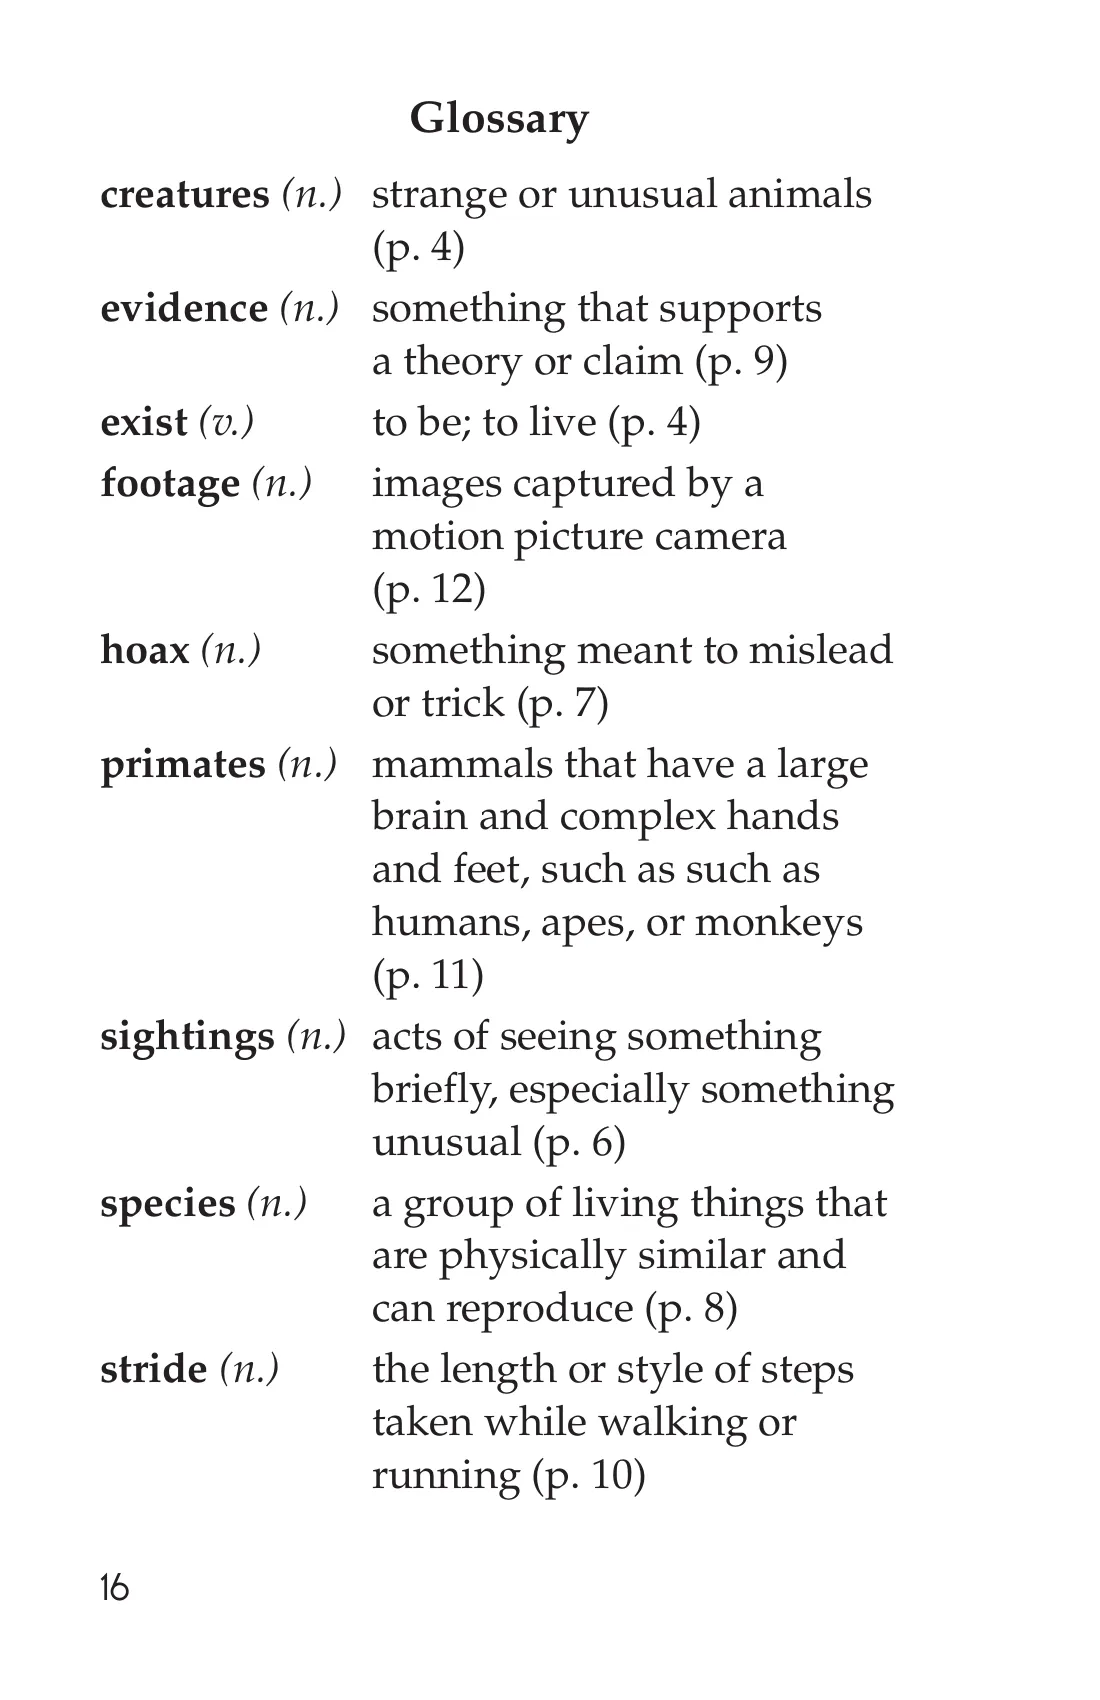 Glossary
creatures (n.) strange or unusual animals
(p. 4)
evidence (n.) something that supports
a theory or claim (p. 9)
exist (v.) to be; to live (p. 4)
footage (n.) images captured by a
motion picture camera
(p. 12)
hoax (n.) something meant to mislead
or trick (p. 7)
primates (n.) mammals that have a large
brain and complex hands
and feet, such as such as
humans, apes, or monkeys
(p. 11)
sightings (n.) acts of seeing something
briefly, especially something
unusual (p. 6)
species (n.) a group of living things that
are physically similar and
can reproduce (p. 8)
stride (n.) the length or style of steps
taken while walking or
running (p. 10)
16